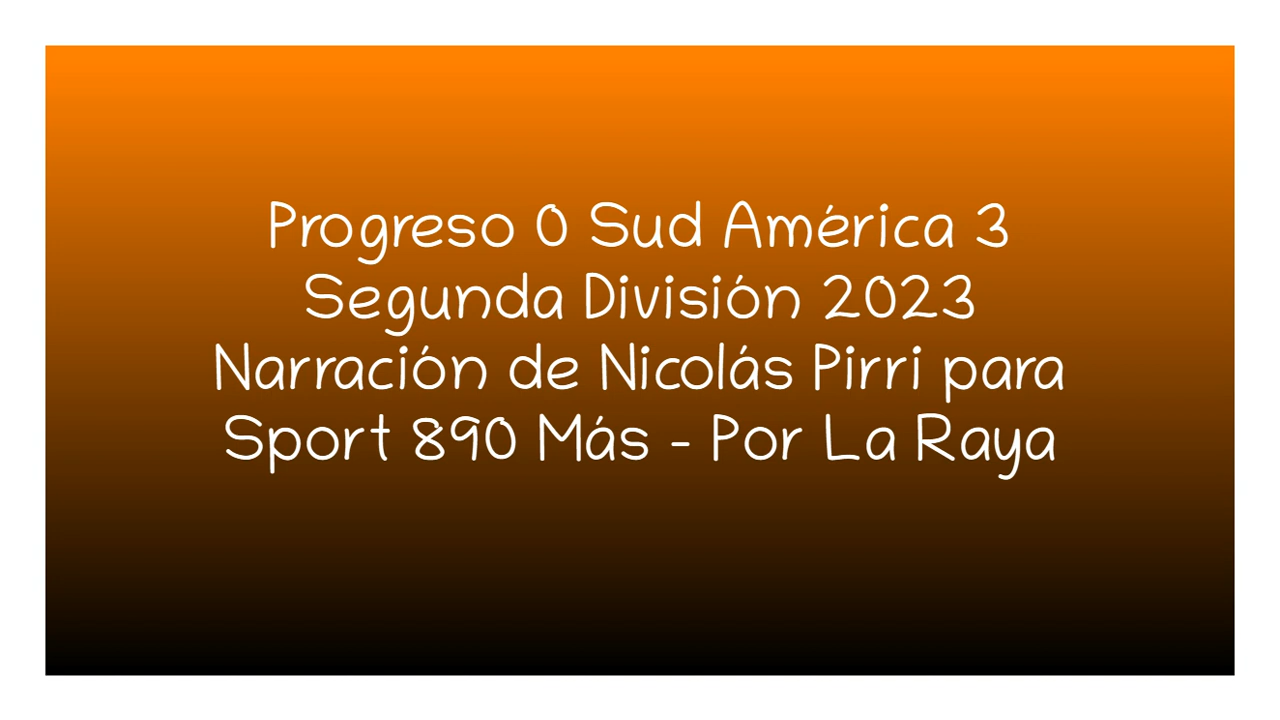 Progreso 0 Sud América 3
Segunda División 2023
Narración de Nicolás Pirri para
Sport 890 Más - Por La Raya